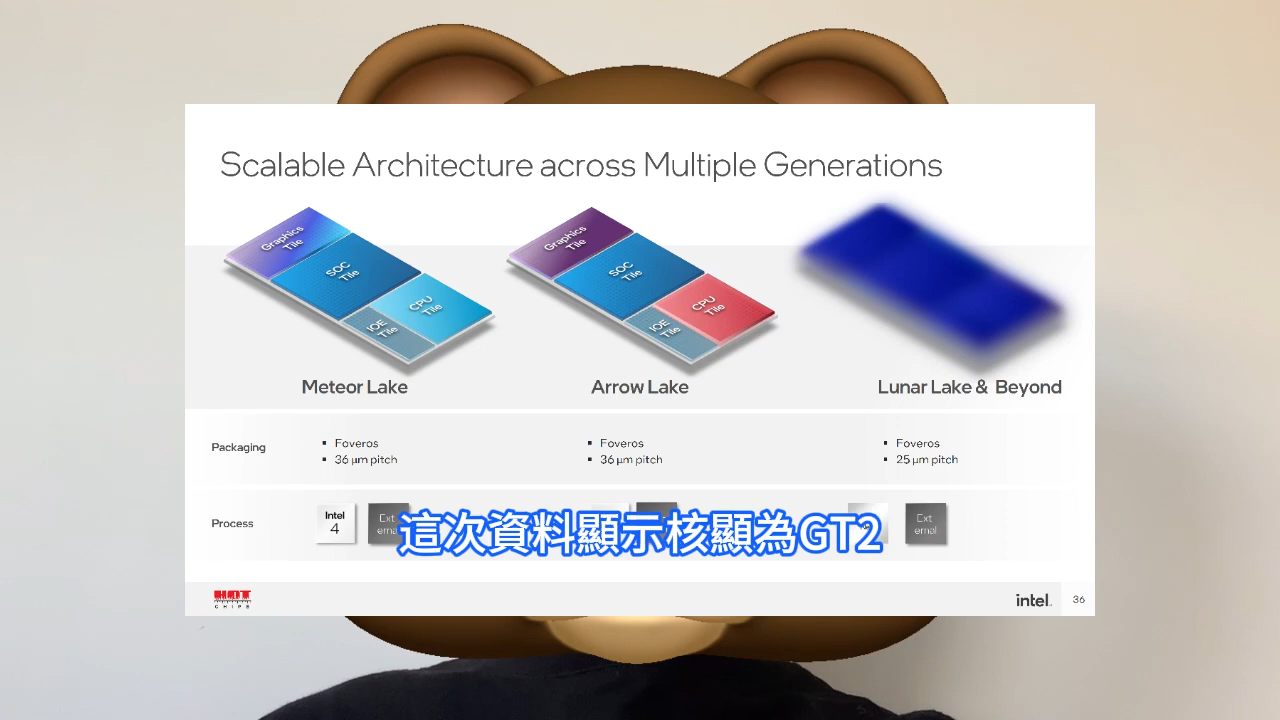 Scalable Architecture across Multiple Generations
Graphics
Tile
SOC
Tile
CPU
Tile
IOE
Tile
Graphics
Tile
SOC
Tile
CPU
Tile
IOE
Tile
Meteor Lake
Arrow Lake
Lunar Lake & Beyond
Packaging
▪ Foveros
▪ 36 μm pitch
▪ Foveros
▪ 36 μm pitch
▪ Foveros
▪ 25 μm pitch
Process
Intel
4
Ext
Ext
ernal
這次資料顯示核顯為GT2
HOT
CHIPS
intel.
36